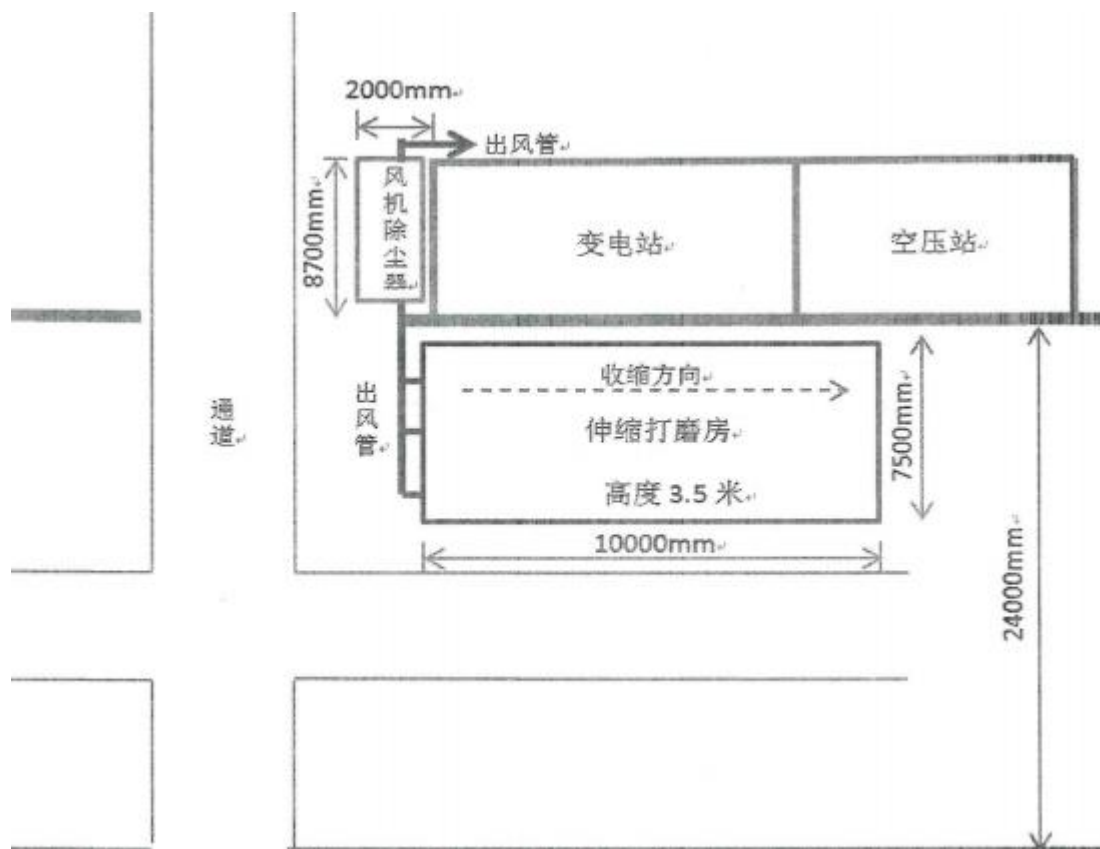 2000mm
出风管
风机除尘器
8700mm
变电站
空压站
收缩方向
出风管
通道
伸缩打磨房
7500mm
高度 3.5 米
10000mm
24000mm